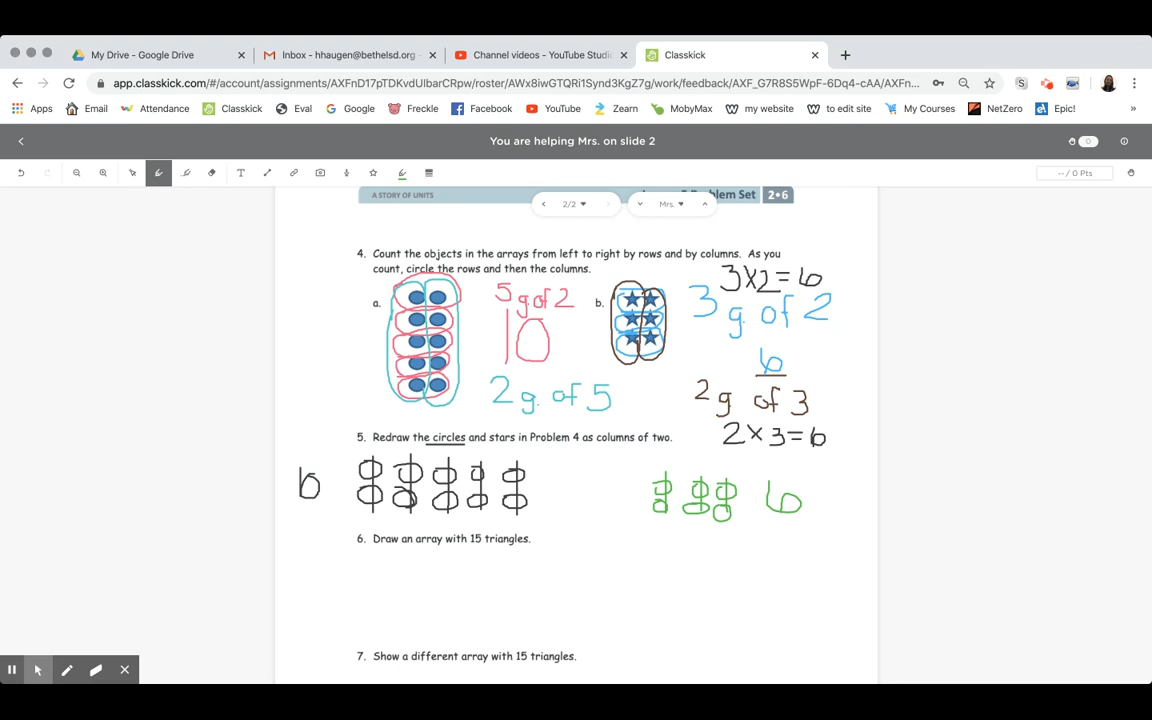 My Drive - Google Drive
Inbox - hhaugen@bethelsd.org -
Channel videos - YouTube Studi
Classkick
app.classkick.com/#/account/assignments/AXFnD17pTDKvdUlbarCRpw/roster/AWx8iwGTQRi1Synd3KgZ7g/work/feedback/AXF_G7R8S5WpF-6Dq4-cAA/AXFn...
Apps Email Attendance Classkick Eval Google Freckle Facebook YouTube Zearn MobyMax my website to edit site My Courses NetZero Epic! »
You are helping Mrs. on slide 2
-- / 0 Pts
A STORY OF UNITS
2/2
Mrs.
Problem Set 2•6
4. Count the objects in the arrays from left to right by rows and by columns. As you
count, circle the rows and then the columns.
3×2=6
a.
5 g. of 2
10
2 g. of 5
b.
3 g. of 2
6
2 g. of 3
2×3=6
5. Redraw the circles and stars in Problem 4 as columns of two.
6
6. Draw an array with 15 triangles.
7. Show a different array with 15 triangles.